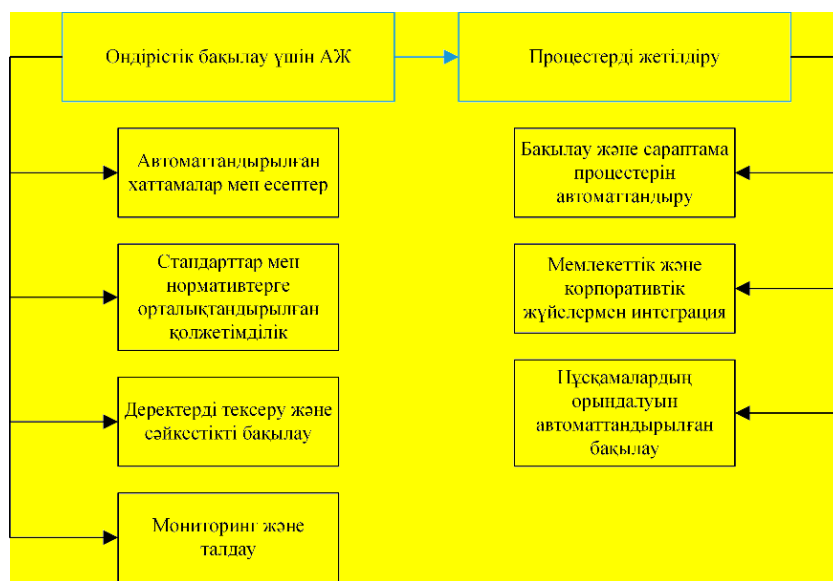 Өндірістік бақылау үшін АЖ
Процестерді жетілдіру
Автоматтандырылған
хаттамалар мен есептер
Стандарттар мен
нормативтерге
орталықтандырылған
қолжетімділік
Деректерді тексеру және
сәйкестікті бақылау
Мониторинг және
талдау
Бақылау және сараптама
процестерін
автоматтандыру
Мемлекеттік және
корпоративтік
жүйелермен интеграция
Нұсқамалардың
орындалуын
автоматтандырылған
бақылау